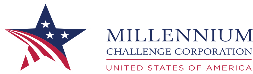 MILLENNIUM
CHALLENGE CORPORATION
UNITED STATES OF AMERICA